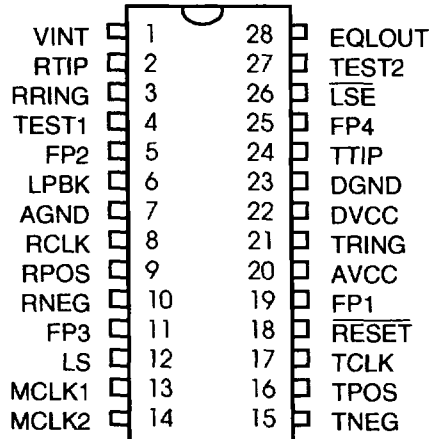 VINT 1 28 EQLOUT
RTIP 2 27 TEST2
RRING 3 26 LSE
TEST1 4 25 FP4
FP2 5 24 TTIP
LPBK 6 23 DGND
AGND 7 22 DVCC
RCLK 8 21 TRING
RPOS 9 20 AVCC
RNEG 10 19 FP1
FP3 11 18 RESET
LS 12 17 TCLK
MCLK1 13 16 TPOS
MCLK2 14 15 TNEG